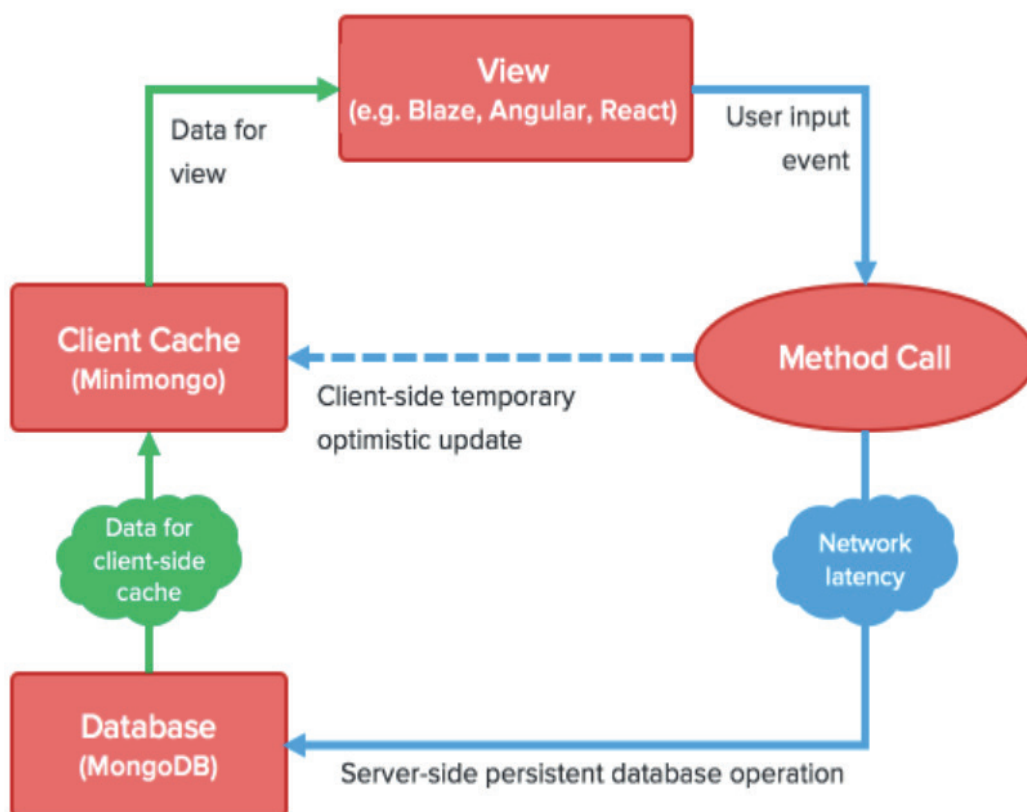 View
(e.g. Blaze, Angular, React)
Data for
view
User input
event
Client Cache
(Minimongo)
Method Call
Client-side temporary
optimistic update
Data for
client-side
cache
Network
latency
Database
(MongoDB)
Server-side persistent database operation